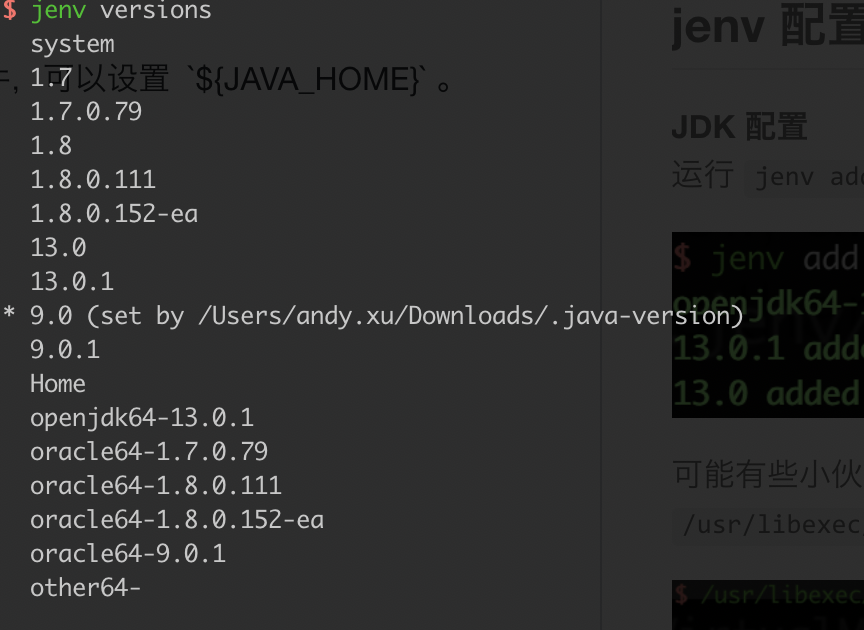 $ jenv versions
system
1.7
1.7.0.79
1.8
1.8.0.111
1.8.0.152-ea
13.0
13.0.1
* 9.0 (set by /Users/andy.xu/Downloads/.java-version)
9.0.1
Home
openjdk64-13.0.1
oracle64-1.7.0.79
oracle64-1.8.0.111
oracle64-1.8.0.152-ea
oracle64-9.0.1
other64-
可以设置 `${JAVA_HOME}` 。
jenv 配置
JDK 配置
运行 jenv add
$ jenv add
openjdk64-
13.0.1 adde
13.0 added
可能有些小伙
/usr/libexec
$ /usr/libexec